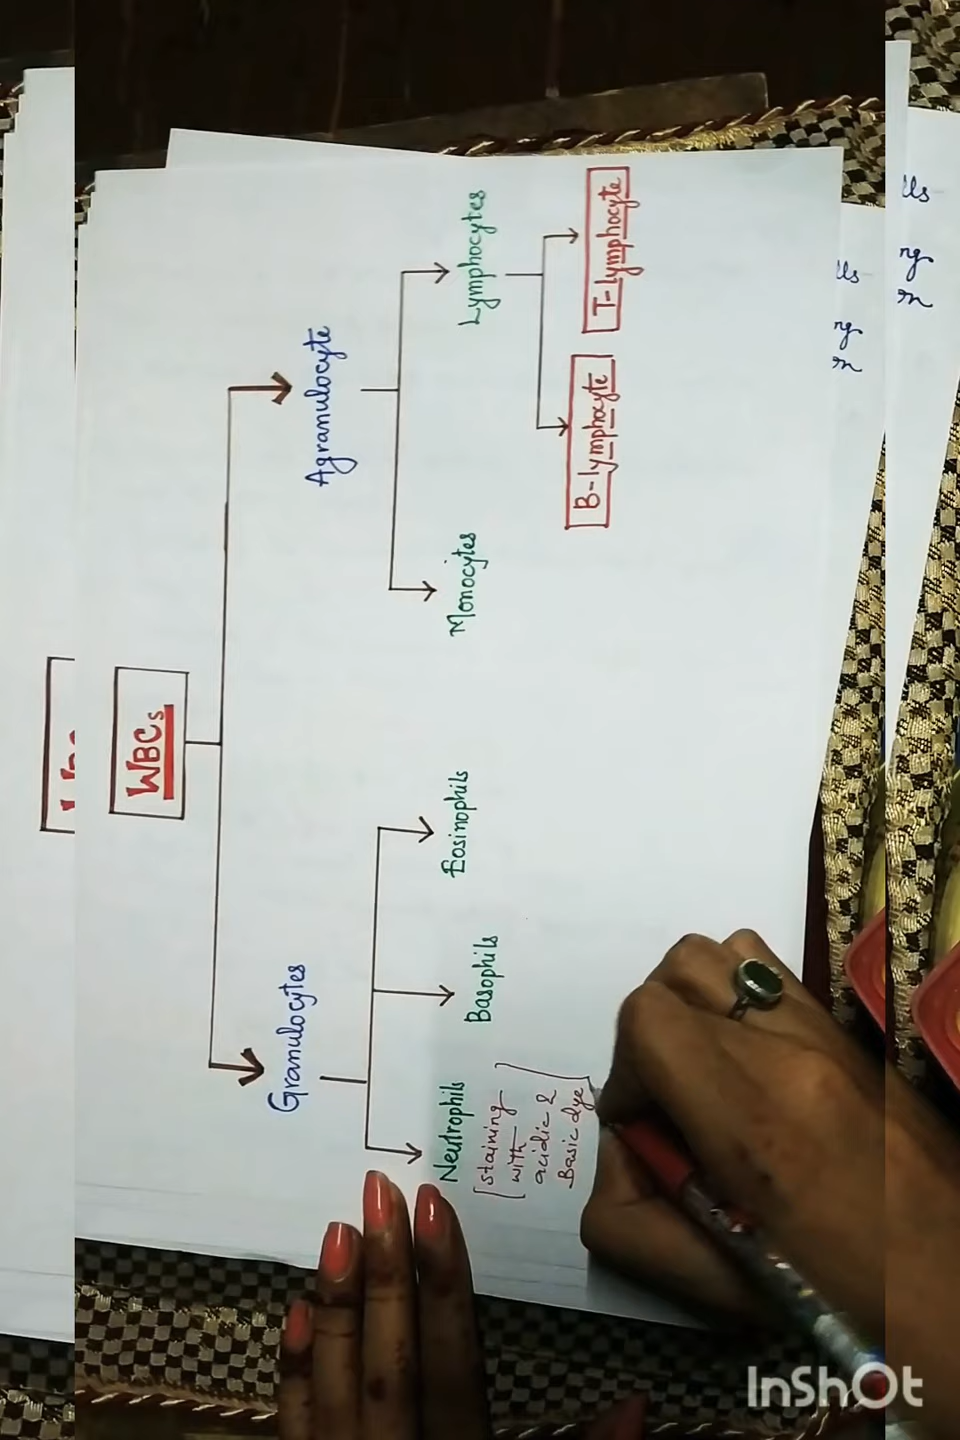 WBCs
Granulocytes
Agranulocyte
Neutrophils
Basophils
Eosinophils
Monocytes
Lymphocytes
[staining
with
acidic &
Basic dye]
B-lymphocyte
T-lymphocyte
InShOt